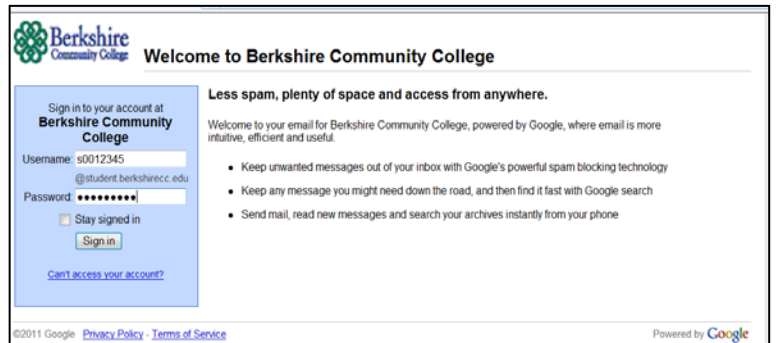 Berkshire
Community College
Welcome to Berkshire Community College
Sign in to your account at
Berkshire Community
College
Username: s0012345
@student.berkshirecc.edu
Password: •••••••••
Stay signed in
Sign in
Can't access your account?
Less spam, plenty of space and access from anywhere.
Welcome to your email for Berkshire Community College, powered by Google, where email is more
intuitive, efficient and useful.
• Keep unwanted messages out of your inbox with Google's powerful spam blocking technology
• Keep any message you might need down the road, and then find it fast with Google search
• Send mail, read new messages and search your archives instantly from your phone
©2011 Google Privacy Policy - Terms of Service
Powered by Google